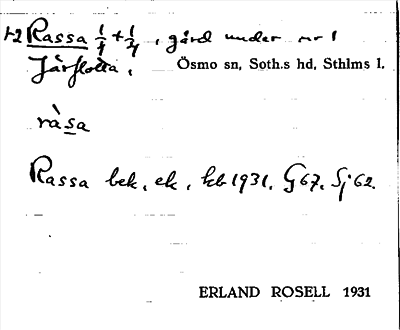 12 Rassa 1/4 + 1/4, gård under nr 1
Järflotta. Ösmo sn, Soth.s hd, Sthlms l.
ràsa
Rassa bek. ek. kb 1931. G 67. Sj 62.
ERLAND ROSELL 1931